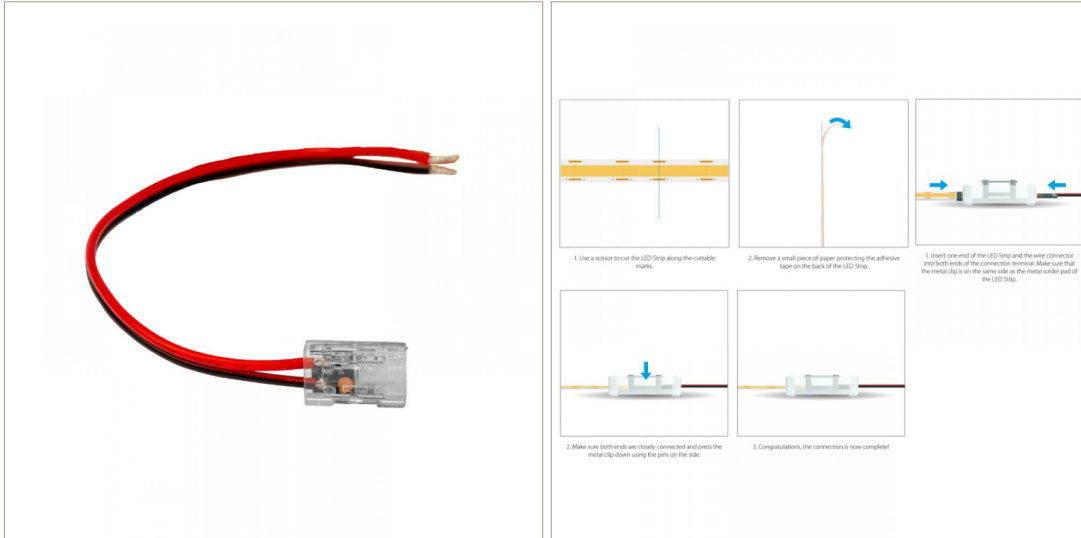 1. Use a scissor to cut the LED Strip along the cuttable
marks.
2. Remove a small piece of paper protecting the adhesive
tape on the back of the LED Strip.
1. Insert one end of the LED Strip and the wire connector
into both ends of the connection terminal. Make sure that
the metal clip is on the same side as the metal solder pad of
the LED Strip.
2. Make sure both ends are closely connected and press the
metal clip down using the pins on the side.
3. Congratulations, the connection is now complete!